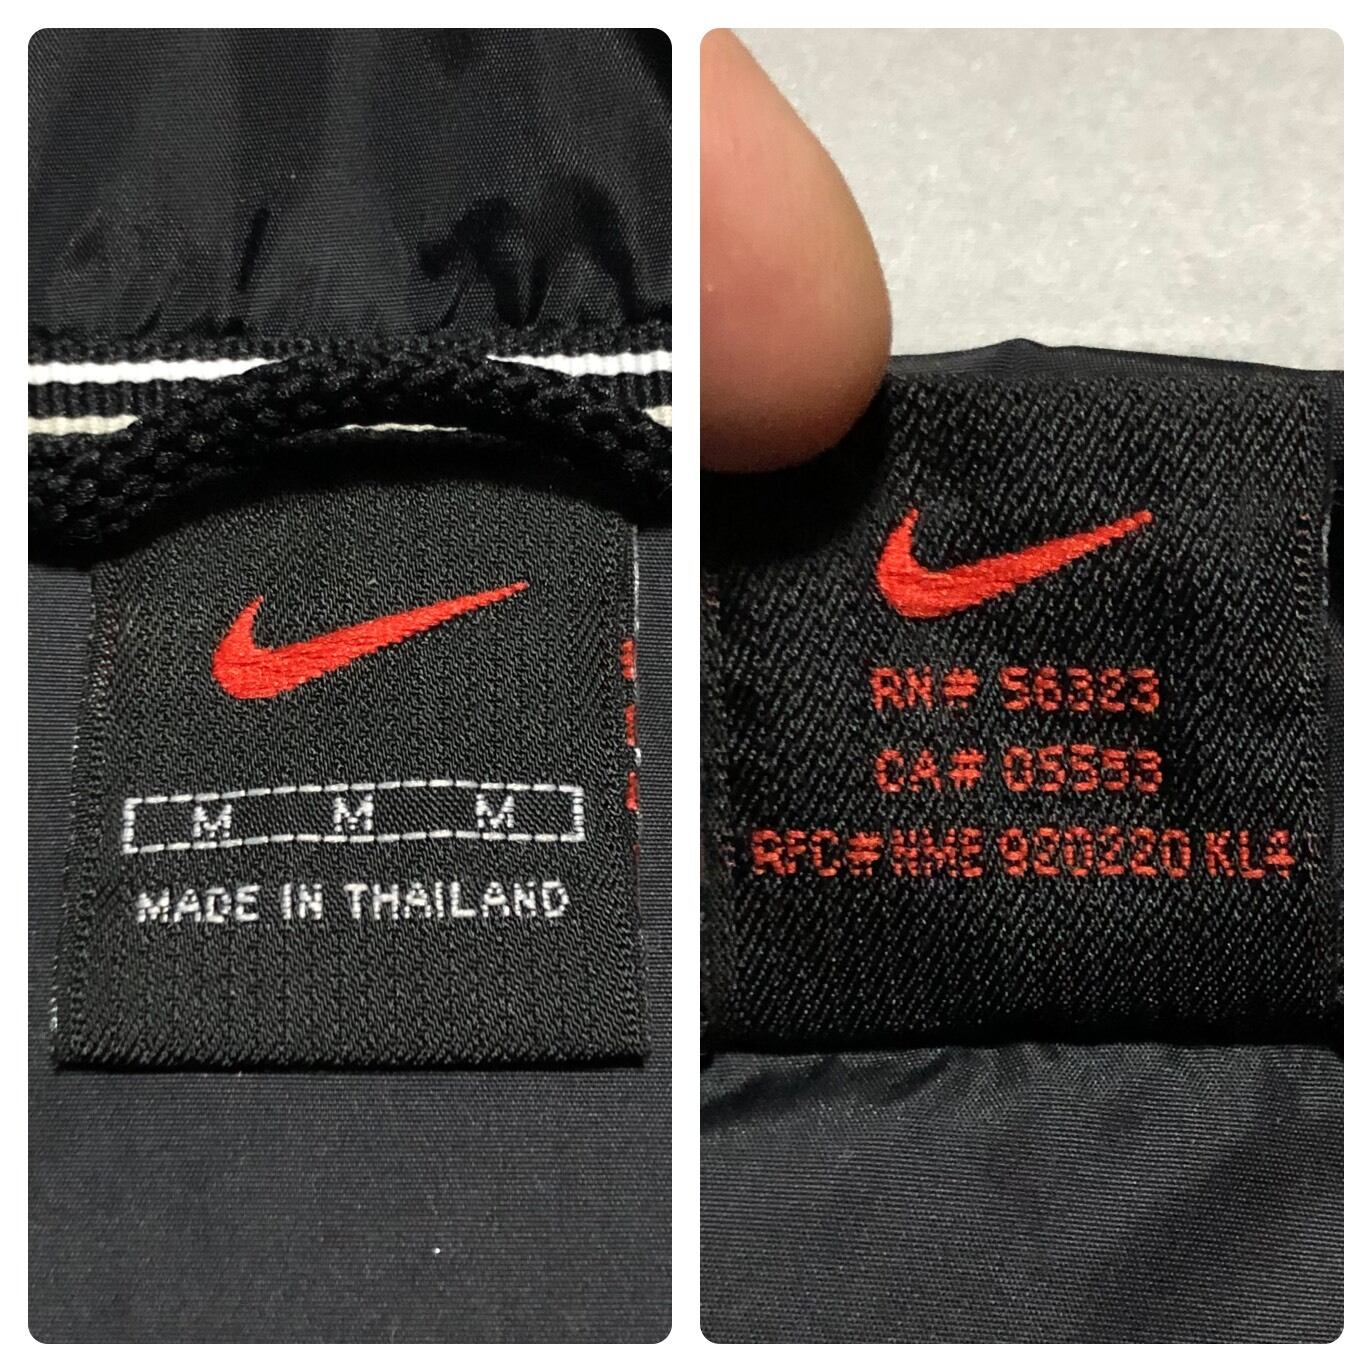 M M M
MADE IN THAILAND
RN# 56323
CA# 05553
RFC# NME 920220 KL4